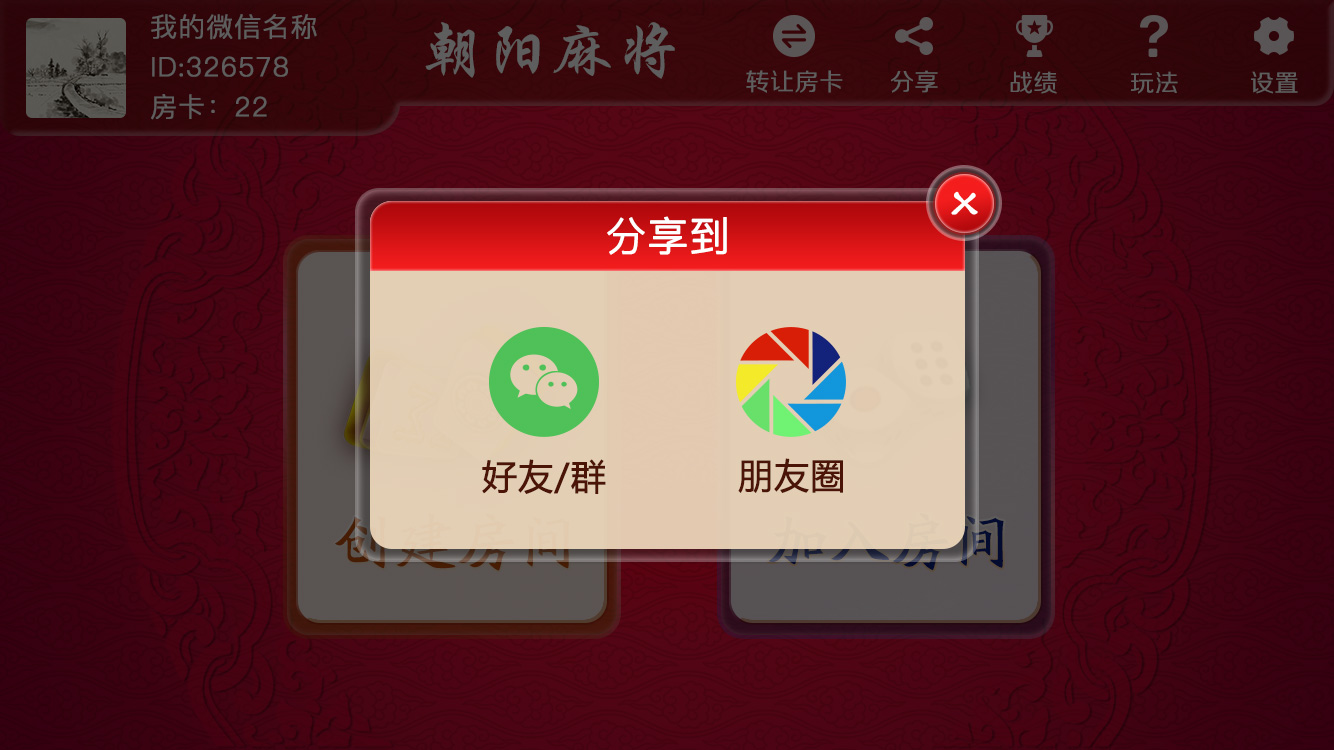 我的微信名称
ID:326578
房卡：22
朝阳麻将
转让房卡
分享
战绩
玩法
设置
分享到
好友/群
朋友圈
创建房间
加入房间